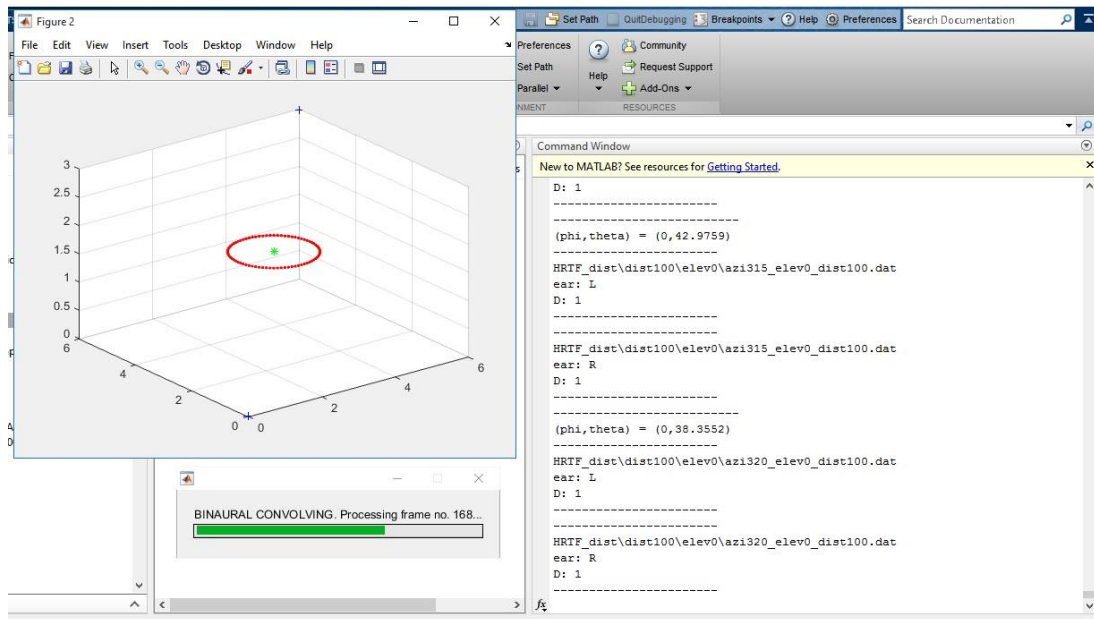 Figure 2
File Edit View Insert Tools Desktop Window Help
3
2.5
2
1.5
1
0.5
0
6
4
2
0
0
2
4
6
BINAURAL CONVOLVING. Processing frame no. 168...
Set Path QuitDebugging Breakpoints Help Preferences Search Documentation
Preferences
Set Path
Parallel
Help
Community
Request Support
Add-Ons
RESOURCES
Command Window
New to MATLAB? See resources for Getting Started.
D: 1
-----------------------
--------------------------
(phi,theta) = (0,42.9759)
-----------------------
HRTF_dist\dist100\elev0\azi315_elev0_dist100.dat
ear: L
D: 1
-----------------------
-----------------------
HRTF_dist\dist100\elev0\azi315_elev0_dist100.dat
ear: R
D: 1
-----------------------
--------------------------
(phi,theta) = (0,38.3552)
-----------------------
HRTF_dist\dist100\elev0\azi320_elev0_dist100.dat
ear: L
D: 1
-----------------------
-----------------------
HRTF_dist\dist100\elev0\azi320_elev0_dist100.dat
ear: R
D: 1
-----------------------
fx